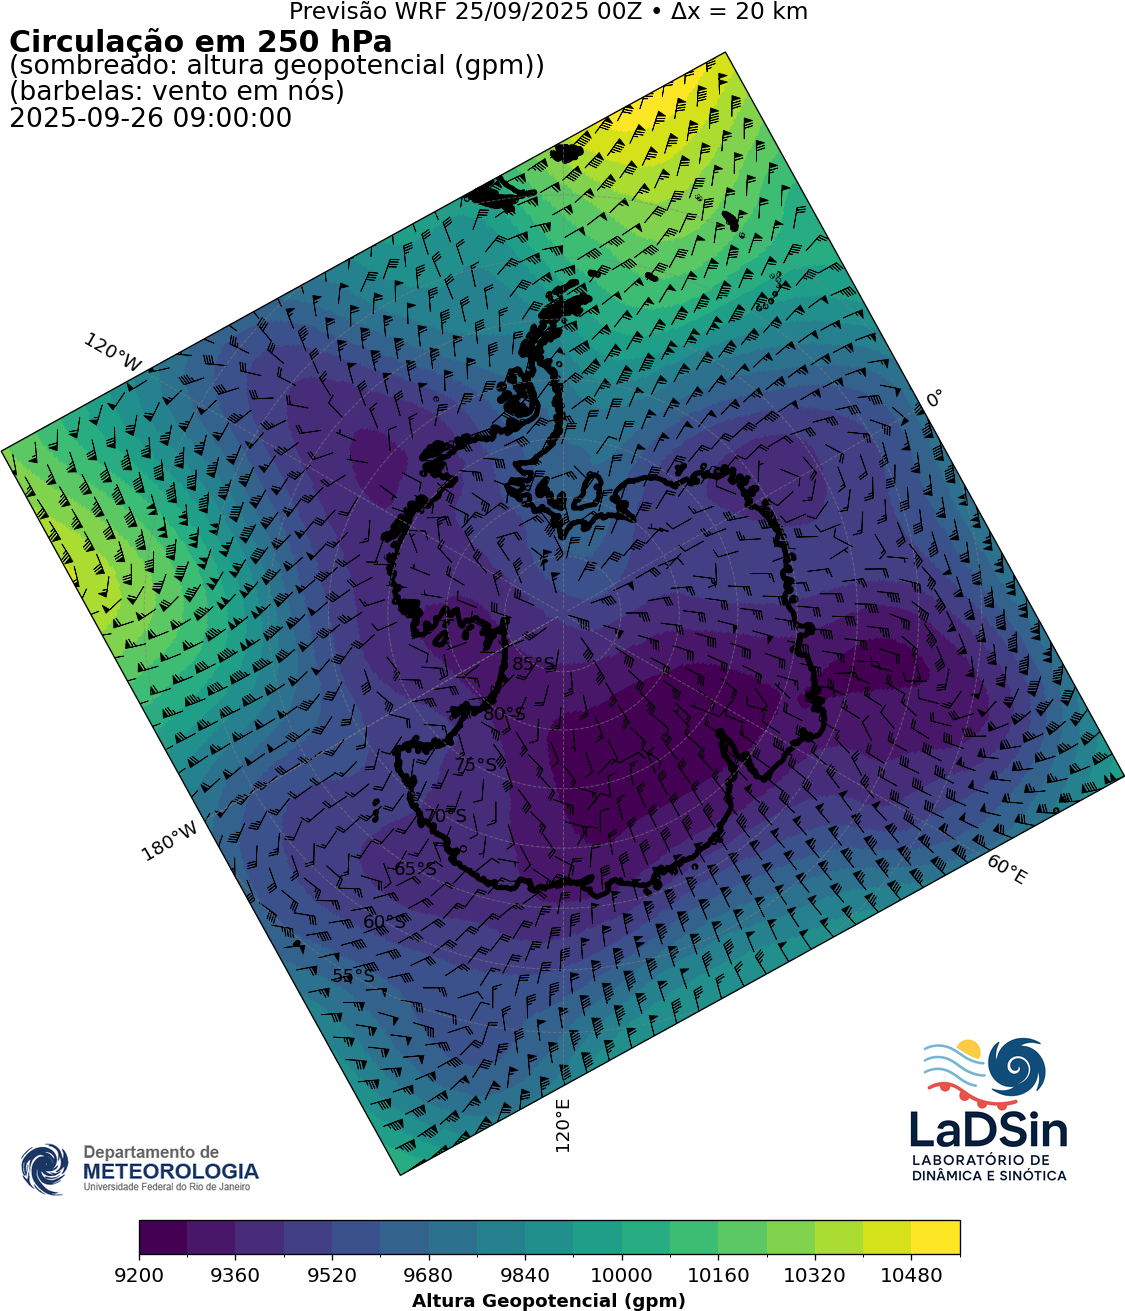 Previsão WRF 25/09/2025 00Z • Δx = 20 km
Circulação em 250 hPa
(sombreado: altura geopotencial (gpm))
(barbelas: vento em nós)
2025-09-26 09:00:00
120°W
0°
85°S
80°S
75°S
70°S
180°W
65°S
60°E
60°S
55°S
120°E
Departamento de
METEOROLOGIA
Universidade Federal do Rio de Janeiro
LaDSin
LABORATÓRIO DE
DINÂMICA E SINÓTICA
9200 9360 9520 9680 9840 10000 10160 10320 10480
Altura Geopotencial (gpm)